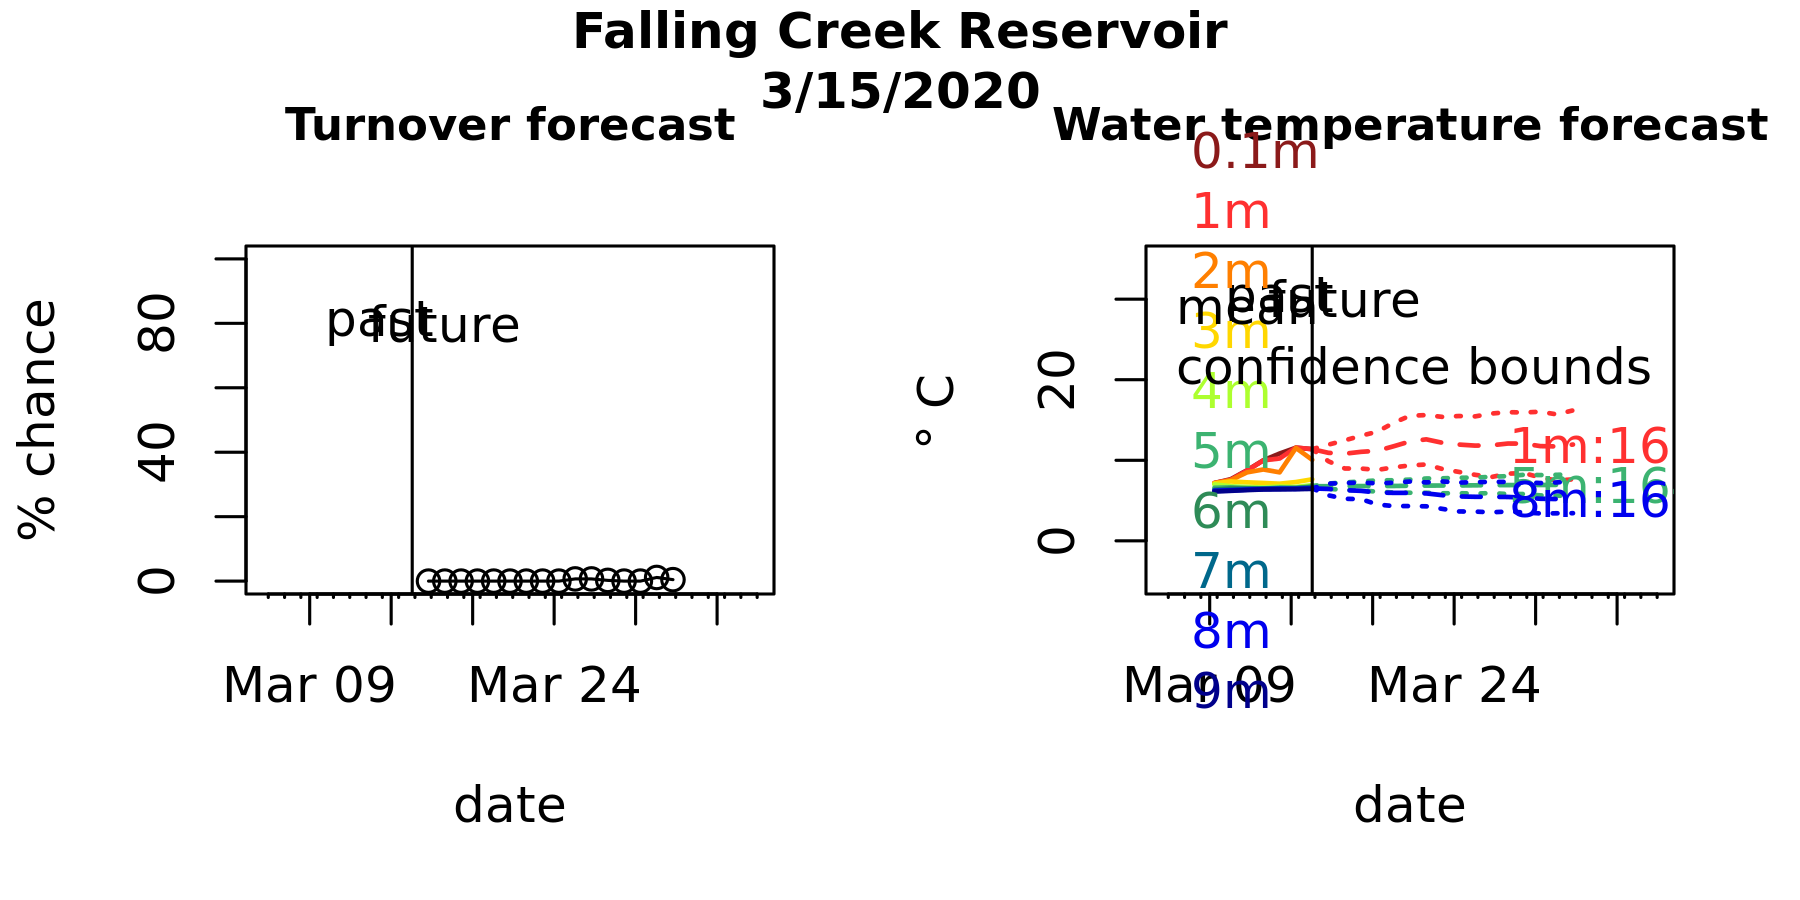 Falling Creek Reservoir
3/15/2020
Turnover forecast
% chance
80
40
0
past
future
Mar 09
Mar 24
date
Water temperature forecast
° C
20
0
0.1m
1m
2m
3m
4m
5m
6m
7m
8m
9m
past
future
mean
confidence bounds
1m:16
5m:16
8m:16
Mar 09
Mar 24
date